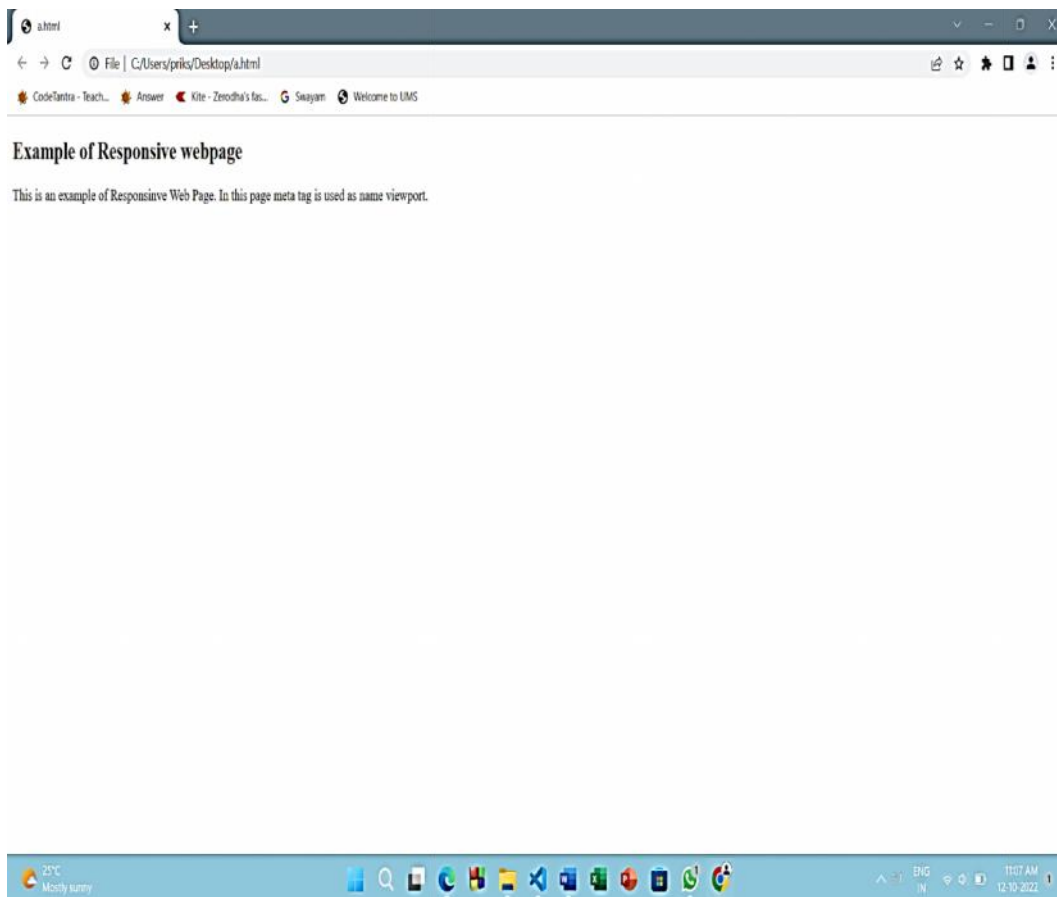 a.html
File | C:/Users/priks/Desktop/a.html
CodeTantra - Teach... Answer Kite - Zerodha's fas... G Swayam Welcome to UMS
Example of Responsive webpage
This is an example of Responsinve Web Page. In this page meta tag is used as name viewport.
25°C
Mostly sunny
ENG
IN
11:07 AM
12-10-2022
1